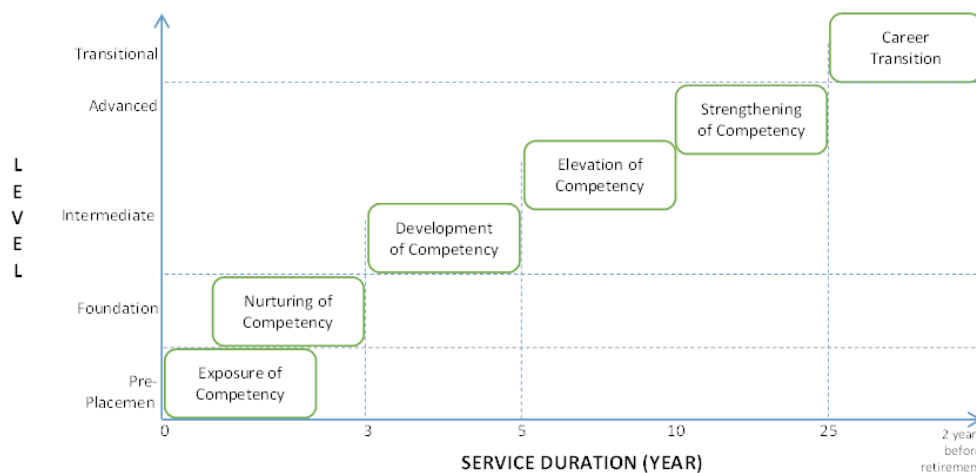 Transitional
Career
Transition
Advanced
Strengthening
of Competency
Elevation of
Competency
LEVEL
Intermediate
Development
of Competency
Foundation
Nurturing of
Competency
Pre-
Placemen
Exposure of
Competency
0
3
5
10
25
2 year
befor
retiremen
SERVICE DURATION (YEAR)